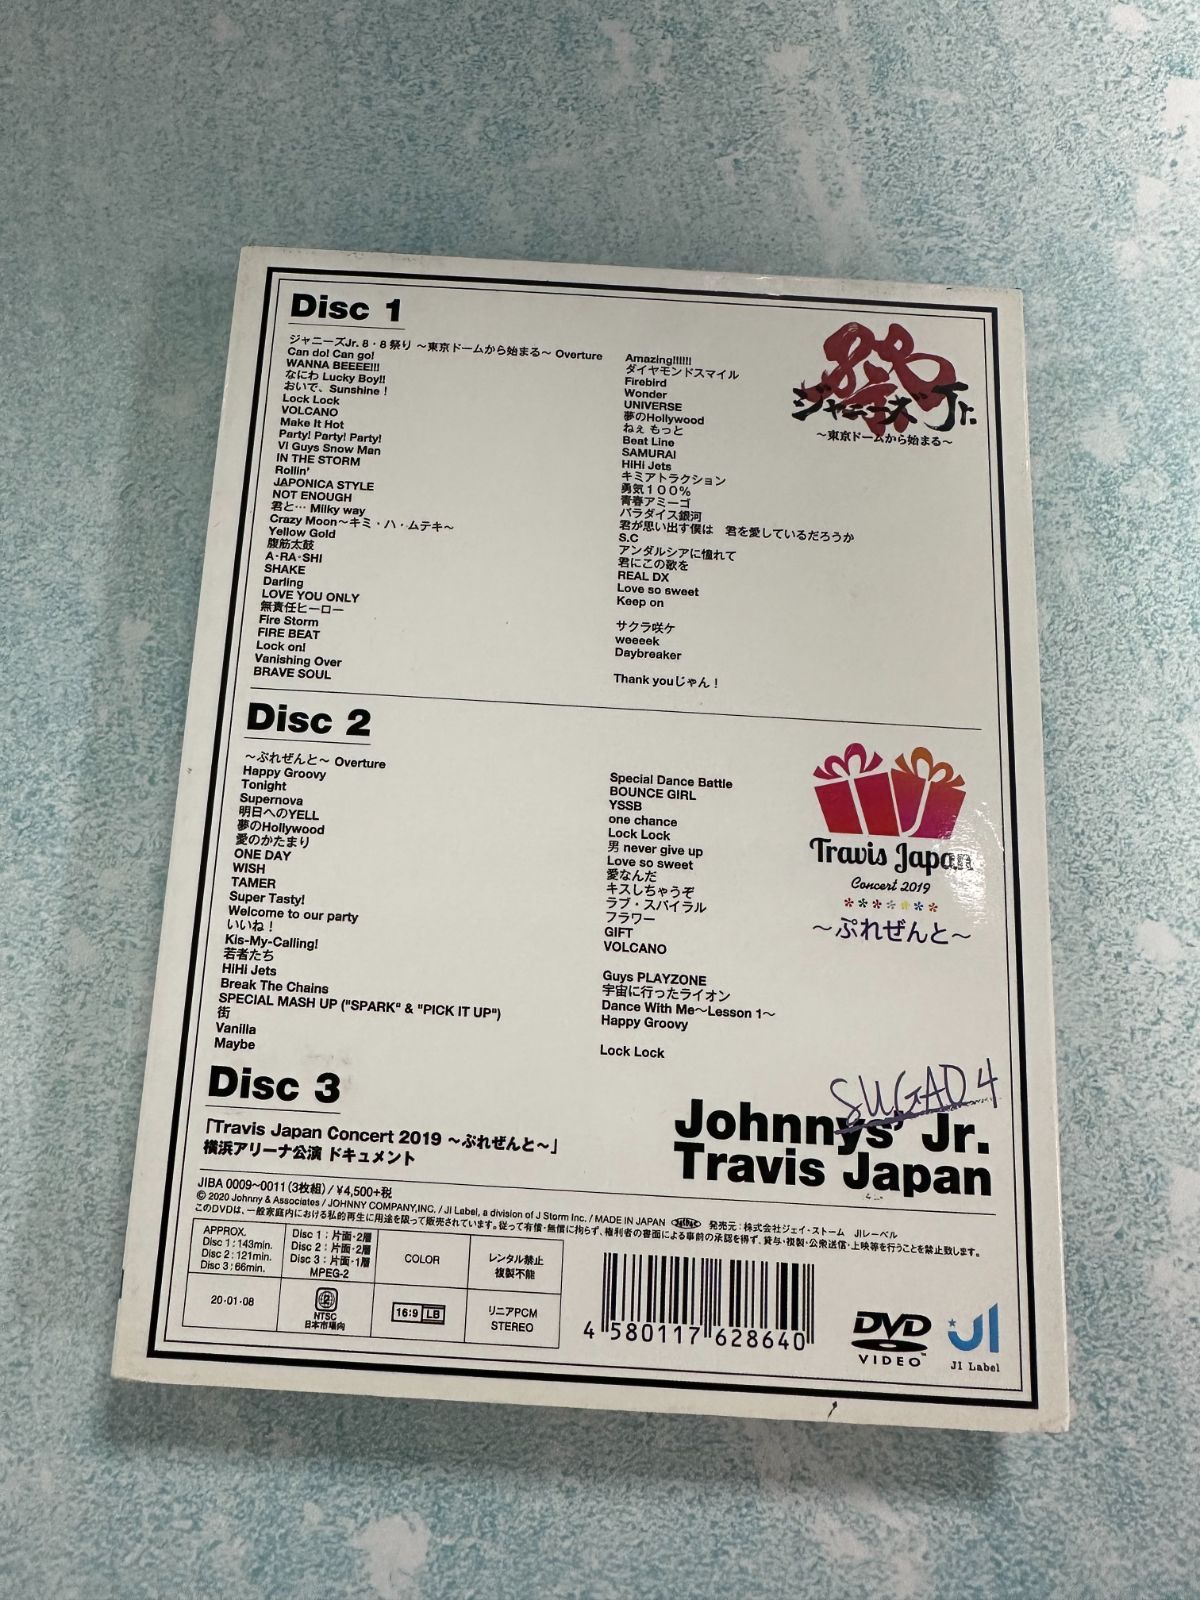 Disc 1
ジャニーズJr. 8・8祭り ～東京ドームから始まる～ Overture
Can do! Can go!
WANNA BEEEE!!!
なにわ Lucky Boy!!
おいで、Sunshine！
Lock Lock
VOLCANO
Make It Hot
Party! Party! Party!
VI Guys Snow Man
IN THE STORM
Rollin'
JAPONICA STYLE
NOT ENOUGH
君と… Milky way
Crazy Moon～キミ・ハ・ムテキ～
Yellow Gold
腹筋太鼓
A・RA・SHI
SHAKE
Darling
LOVE YOU ONLY
無責任ヒーロー
Fire Storm
FIRE BEAT
Lock on!
Vanishing Over
BRAVE SOUL
Amazing!!!!!!
ダイヤモンドスマイル
Firebird
Wonder
UNIVERSE
夢のHollywood
ねぇ もっと
Beat Line
SAMURAI
HiHi Jets
キミアトラクション
勇気100％
青春アミーゴ
パラダイス銀河
君が思い出す僕は 君を愛しているだろうか
S.C
アンダルシアに憧れて
君にこの歌を
REAL DX
Love so sweet
Keep on
サクラ咲ケ
weeeek
Daybreaker
Thank youじゃん！
祭
ジャニーズJr.
～東京ドームから始まる～
Disc 2
～ぷれぜんと～ Overture
Happy Groovy
Tonight
Supernova
明日へのYELL
夢のHollywood
愛のかたまり
ONE DAY
WISH
TAMER
Super Tasty!
Welcome to our party
いいね！
Kis-My-Calling!
若者たち
HiHi Jets
Break The Chains
SPECIAL MASH UP ("SPARK" & "PICK IT UP")
街
Vanilla
Maybe
Special Dance Battle
BOUNCE GIRL
YSSB
one chance
Lock Lock
男 never give up
Love so sweet
愛なんだ
キスしちゃうぞ
ラブ・スパイラル
フラワー
GIFT
VOLCANO
Guys PLAYZONE
宇宙に行ったライオン
Dance With Me～Lesson 1～
Happy Groovy
Lock Lock
TJ
Travis Japan
Concert 2019
～ぷれぜんと～
Disc 3
「Travis Japan Concert 2019 ～ぷれぜんと～」
横浜アリーナ公演 ドキュメント
SUGAO4
Johnnys' Jr.
Travis Japan
JIBA 0009～0011 (3枚組) / ¥4,500+税
© 2020 Johnny & Associates / JOHNNY COMPANY,INC. / JI Label, a division of J Storm Inc. / MADE IN JAPAN 発売元：株式会社ジェイ・ストーム JIレーベル
このDVDは、一般家庭内における私的再生に用途を限って販売されています。従って有償・無償に拘らず、権利者の書面による事前の承認を得ず、貸与・複製・公衆送信・上映等を行うことを禁止致します。
APPROX.
Disc 1：143min.
Disc 2：121min.
Disc 3：66min.
Disc 1：片面・2層
Disc 2：片面・2層
Disc 3：片面・1層
MPEG-2
COLOR
レンタル禁止
複製不能
20・01・08
2
NTSC
日本市場向
16:9 LB
リニアPCM
STEREO
4 580117 628640
DVD
VIDEO
JI
JI Label